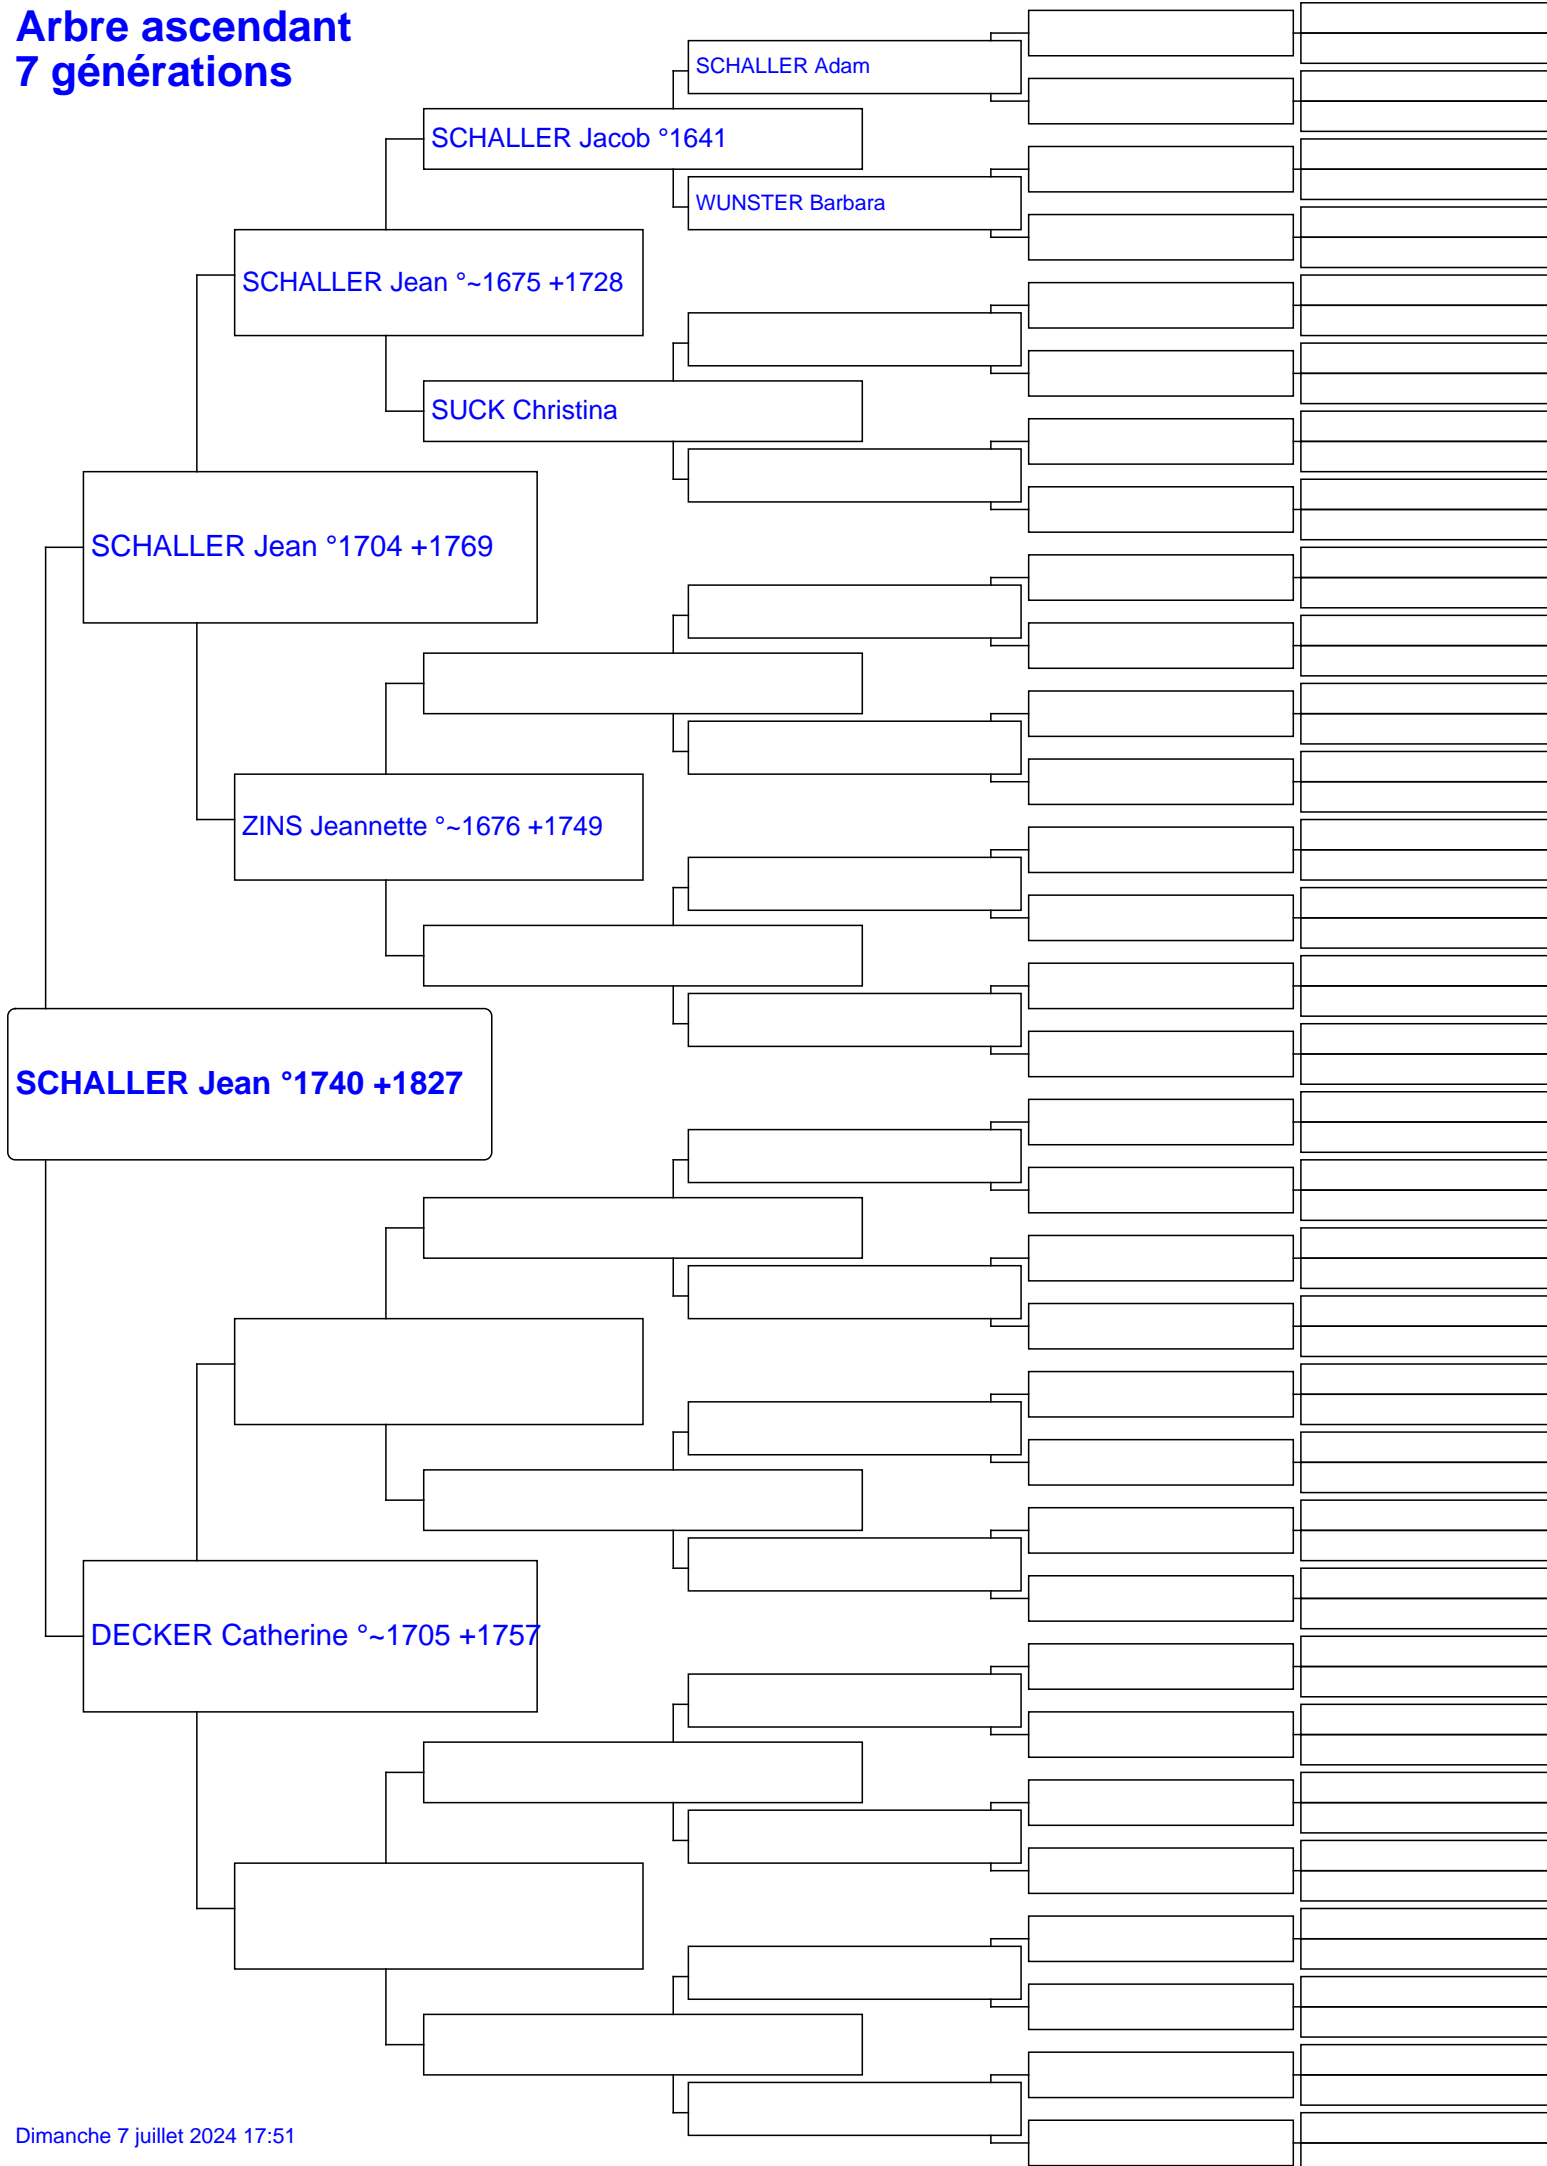 Arbre ascendant
7 générations
SCHALLER Adam
SCHALLER Jacob °1641
WUNSTER Barbara
SCHALLER Jean °~1675 +1728
SUCK Christina
SCHALLER Jean °1704 +1769
ZINS Jeannette °~1676 +1749
SCHALLER Jean °1740 +1827
DECKER Catherine °~1705 +1757
Dimanche 7 juillet 2024 17:51